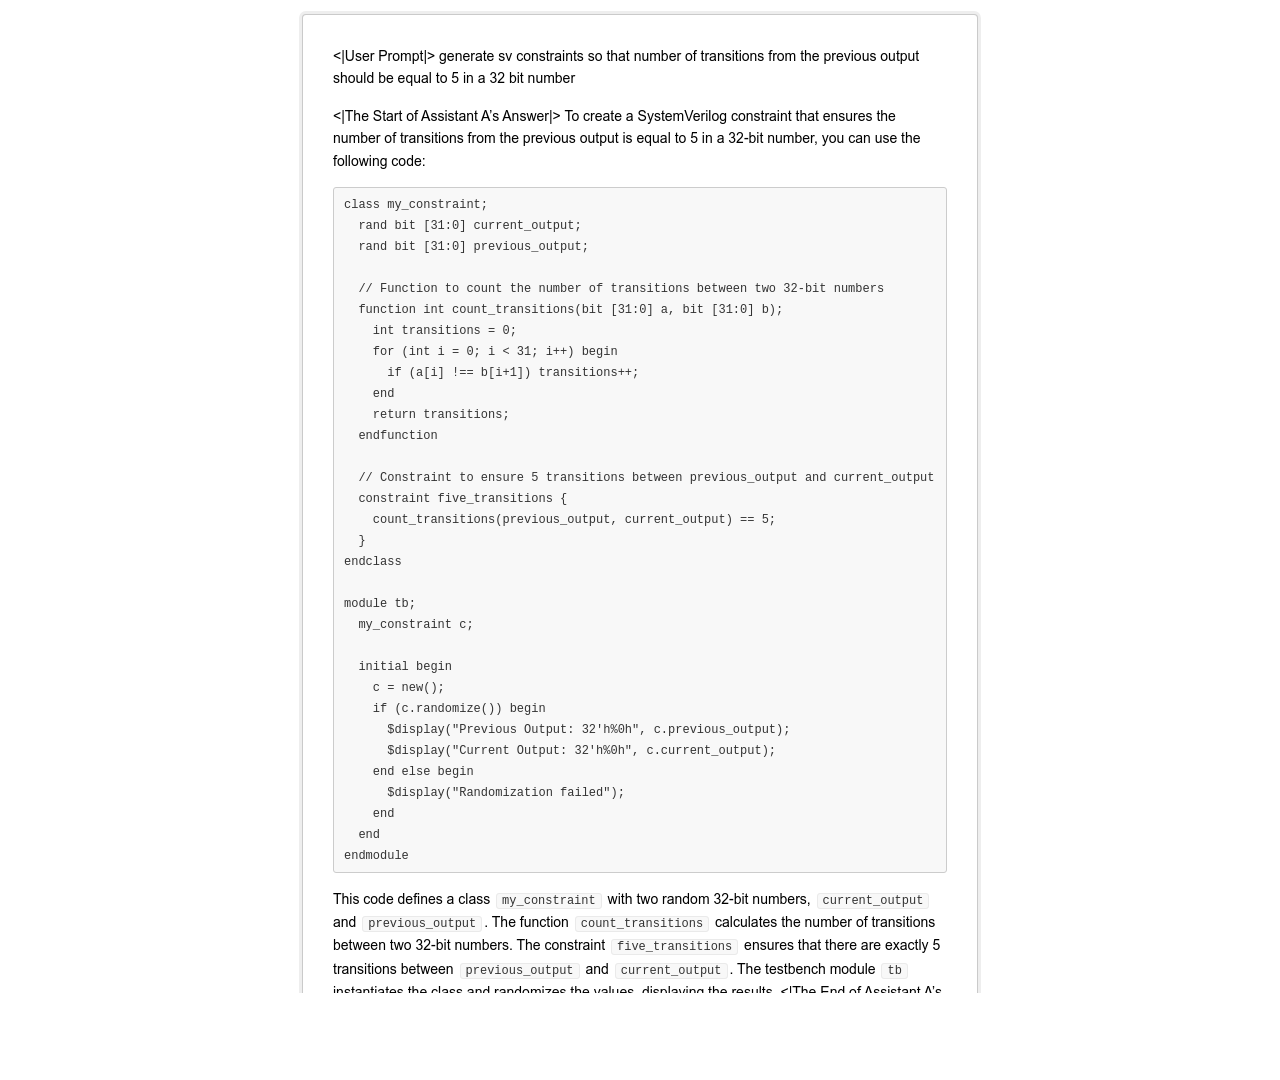 <|User Prompt|> generate sv constraints so that number of transitions from the previous output
should be equal to 5 in a 32 bit number
<|The Start of Assistant A’s Answer|> To create a SystemVerilog constraint that ensures the
number of transitions from the previous output is equal to 5 in a 32-bit number, you can use the
following code:
class my_constraint;
  rand bit [31:0] current_output;
  rand bit [31:0] previous_output;

  // Function to count the number of transitions between two 32-bit numbers
  function int count_transitions(bit [31:0] a, bit [31:0] b);
    int transitions = 0;
    for (int i = 0; i < 31; i++) begin
      if (a[i] !== b[i+1]) transitions++;
    end
    return transitions;
  endfunction

  // Constraint to ensure 5 transitions between previous_output and current_output
  constraint five_transitions {
    count_transitions(previous_output, current_output) == 5;
  }
endclass

module tb;
  my_constraint c;

  initial begin
    c = new();
    if (c.randomize()) begin
      $display("Previous Output: 32'h%0h", c.previous_output);
      $display("Current Output: 32'h%0h", c.current_output);
    end else begin
      $display("Randomization failed");
    end
  end
endmodule
This code defines a class my_constraint with two random 32-bit numbers, current_output
and previous_output. The function count_transitions calculates the number of transitions
between two 32-bit numbers. The constraint five_transitions ensures that there are exactly 5
transitions between previous_output and current_output. The testbench module tb
instantiates the class and randomizes the values, displaying the results. <|The End of Assistant A’s